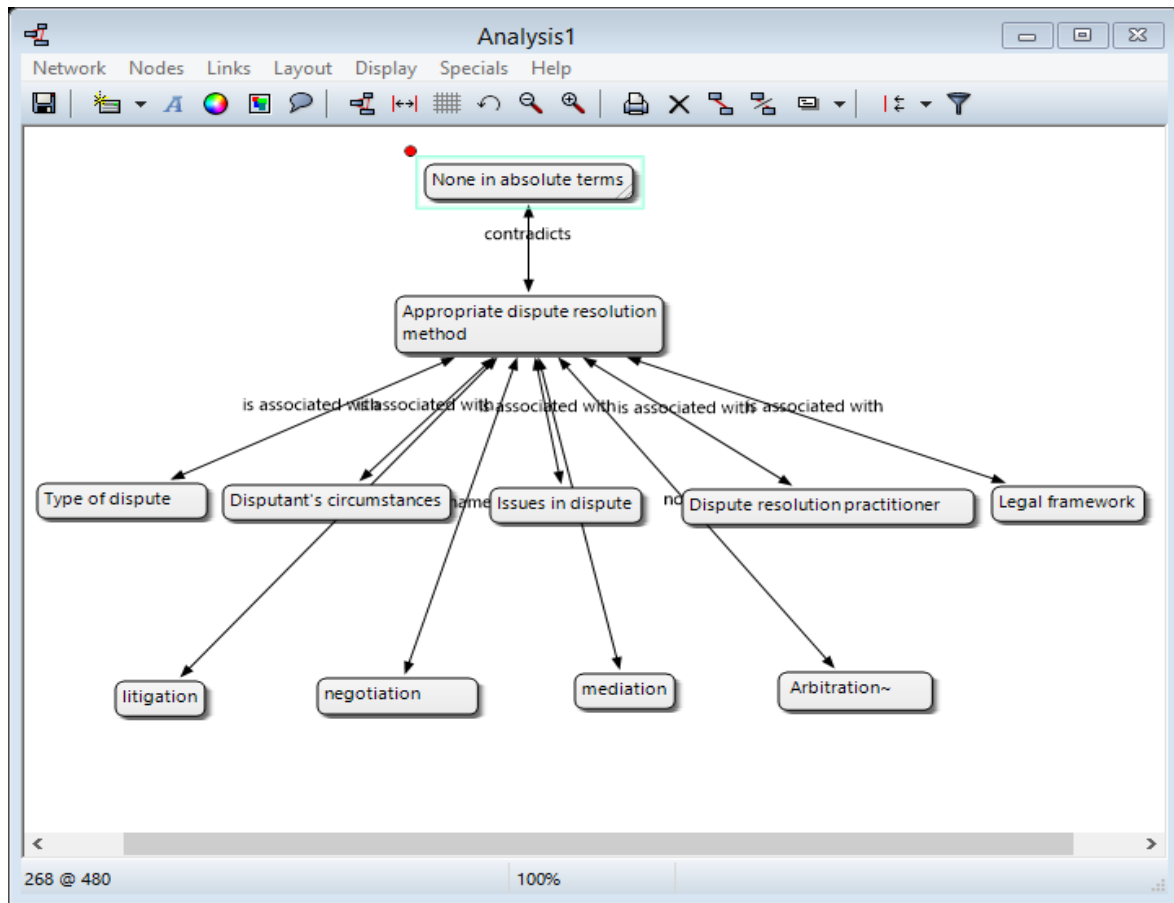 Analysis1
Network Nodes Links Layout Display Specials Help
None in absolute terms
contradicts
Appropriate dispute resolution
method
is associated with
is associated with
is associated with
is associated with
is associated with
Type of dispute
Disputant's circumstances
Issues in dispute
Dispute resolution practitioner
Legal framework
litigation
negotiation
mediation
Arbitration~
268 @ 480
100%